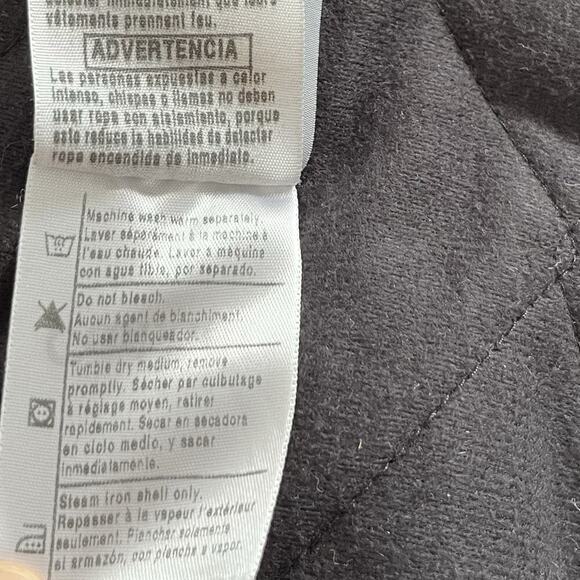 vêtements prennent feu.
ADVERTENCIA
Las personas expuestas a calor
intenso, chispas o llamas no deben
usar ropa con aislamiento, porque
esto reduce la habilidad de detectar
ropa encendida de inmediato.
Machine wash warm separately.
Laver séparément à la machine à
l'eau chaude. Lavar a máquina
con agua tibia, por separado.
Do not bleach.
Aucun agent de blanchiment.
No usar blanqueador.
Tumble dry medium, remove
promptly. Sécher par culbutage
à réglage moyen, retirer
rapidement. Secar en secadora
en ciclo medio, y sacar
inmediatamente.
Steam iron shell only.
Repasser à la vapeur l'extérieur
seulement. Planchar solamente
el armazón, con plancha a vapor.